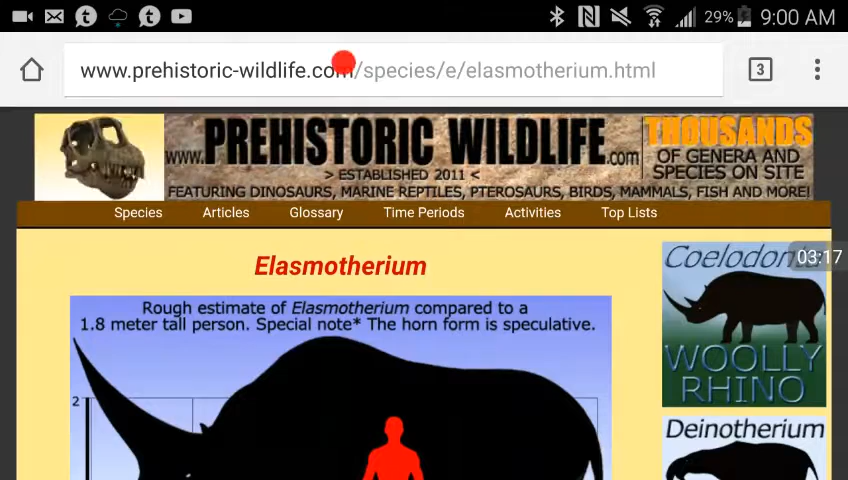 29% 9:00 AM
www.prehistoric-wildlife.com/species/e/elasmotherium.html
3
www.PREHISTORIC WILDLIFE.com
> ESTABLISHED 2011 <
FEATURING DINOSAURS, MARINE REPTILES, PTEROSAURS, BIRDS, MAMMALS, FISH AND MORE!
THOUSANDS
OF GENERA AND
SPECIES ON SITE
Species Articles Glossary Time Periods Activities Top Lists
Elasmotherium
Rough estimate of Elasmotherium compared to a
1.8 meter tall person. Special note* The horn form is speculative.
2
Coelodonta
03:17
WOOLLY
RHINO
Deinotherium